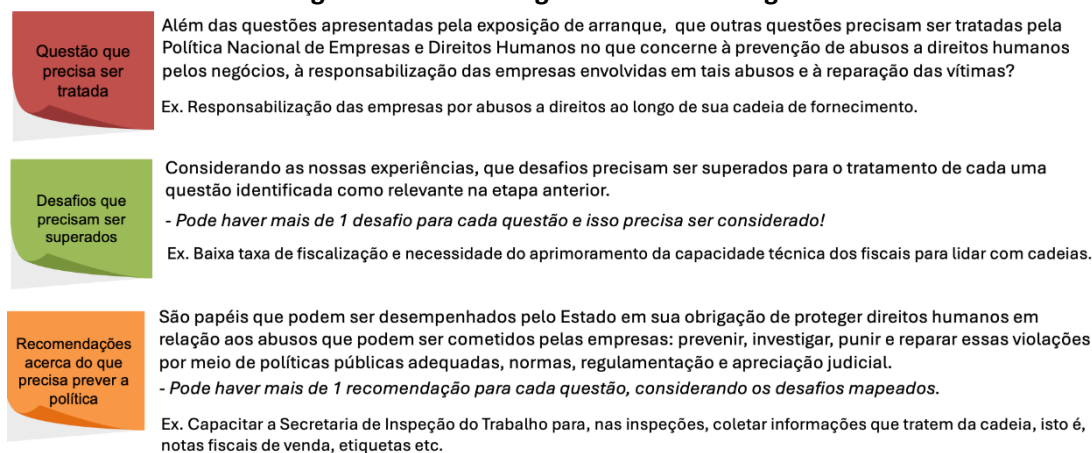 Questão que
precisa ser
tratada
Além das questões apresentadas pela exposição de arranque, que outras questões precisam ser tratadas pela
Política Nacional de Empresas e Direitos Humanos no que concerne à prevenção de abusos a direitos humanos
pelos negócios, à responsabilização das empresas envolvidas em tais abusos e à reparação das vítimas?
Ex. Responsabilização das empresas por abusos a direitos ao longo de sua cadeia de fornecimento.
Desafios que
precisam ser
superados
Considerando as nossas experiências, que desafios precisam ser superados para o tratamento de cada uma
questão identificada como relevante na etapa anterior.
- Pode haver mais de 1 desafio para cada questão e isso precisa ser considerado!
Ex. Baixa taxa de fiscalização e necessidade do aprimoramento da capacidade técnica dos fiscais para lidar com cadeias.
Recomendações
acerca do que
precisa prever a
política
São papéis que podem ser desempenhados pelo Estado em sua obrigação de proteger direitos humanos em
relação aos abusos que podem ser cometidos pelas empresas: prevenir, investigar, punir e reparar essas violações
por meio de políticas públicas adequadas, normas, regulamentação e apreciação judicial.
- Pode haver mais de 1 recomendação para cada questão, considerando os desafios mapeados.
Ex. Capacitar a Secretaria de Inspeção do Trabalho para, nas inspeções, coletar informações que tratem da cadeia, isto é,
notas fiscais de venda, etiquetas etc.